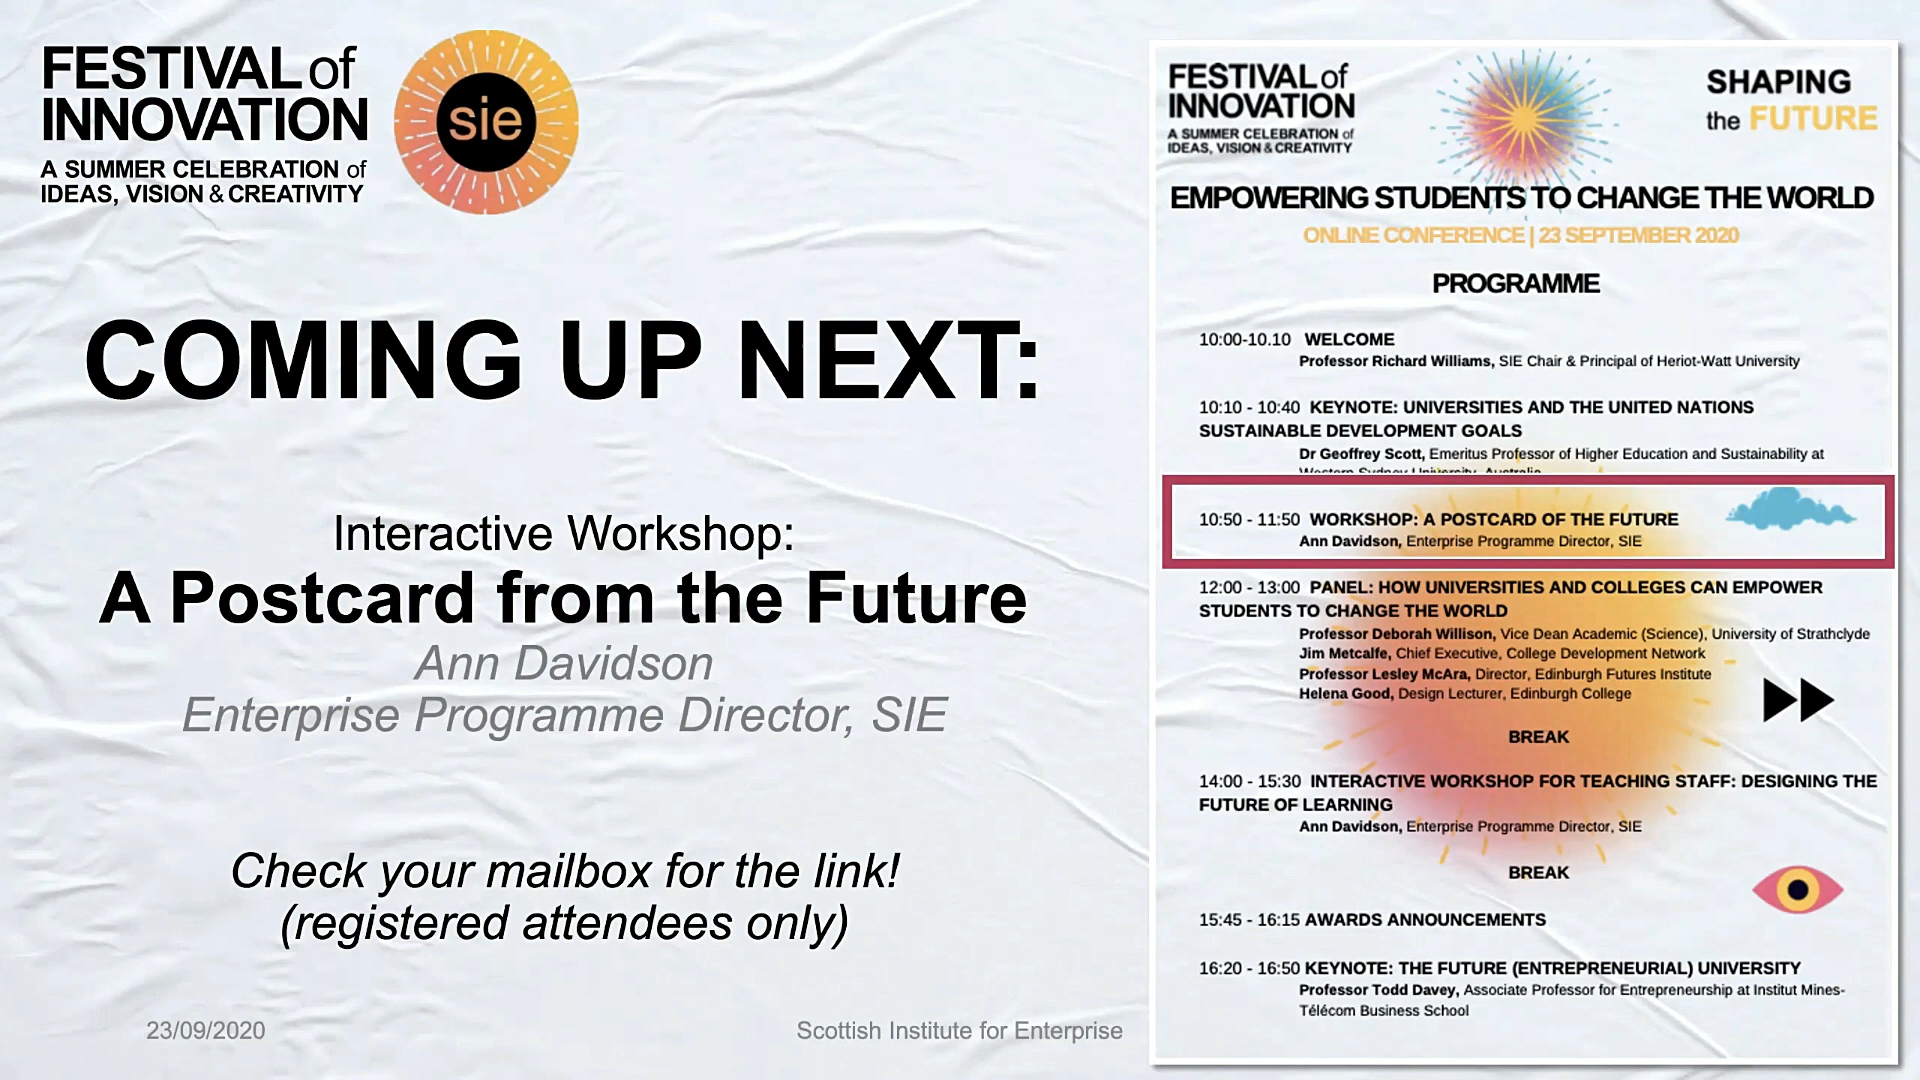 FESTIVAL of
INNOVATION
A SUMMER CELEBRATION of
IDEAS, VISION & CREATIVITY
sie
COMING UP NEXT:
Interactive Workshop:
A Postcard from the Future
Ann Davidson
Enterprise Programme Director, SIE
Check your mailbox for the link!
(registered attendees only)
23/09/2020
Scottish Institute for Enterprise
FESTIVAL of
INNOVATION
A SUMMER CELEBRATION of
IDEAS, VISION & CREATIVITY
SHAPING
the FUTURE
EMPOWERING STUDENTS TO CHANGE THE WORLD
ONLINE CONFERENCE | 23 SEPTEMBER 2020
PROGRAMME
10:00-10.10 WELCOME
Professor Richard Williams, SIE Chair & Principal of Heriot-Watt University
10:10 - 10:40 KEYNOTE: UNIVERSITIES AND THE UNITED NATIONS
SUSTAINABLE DEVELOPMENT GOALS
Dr Geoffrey Scott, Emeritus Professor of Higher Education and Sustainability at
Western Sydney University, Australia
10:50 - 11:50 WORKSHOP: A POSTCARD OF THE FUTURE
Ann Davidson, Enterprise Programme Director, SIE
12:00 - 13:00 PANEL: HOW UNIVERSITIES AND COLLEGES CAN EMPOWER
STUDENTS TO CHANGE THE WORLD
Professor Deborah Willison, Vice Dean Academic (Science), University of Strathclyde
Jim Metcalfe, Chief Executive, College Development Network
Professor Lesley McAra, Director, Edinburgh Futures Institute
Helena Good, Design Lecturer, Edinburgh College
BREAK
14:00 - 15:30 INTERACTIVE WORKSHOP FOR TEACHING STAFF: DESIGNING THE
FUTURE OF LEARNING
Ann Davidson, Enterprise Programme Director, SIE
BREAK
15:45 - 16:15 AWARDS ANNOUNCEMENTS
16:20 - 16:50 KEYNOTE: THE FUTURE (ENTREPRENEURIAL) UNIVERSITY
Professor Todd Davey, Associate Professor for Entrepreneurship at Institut Mines-
Télécom Business School